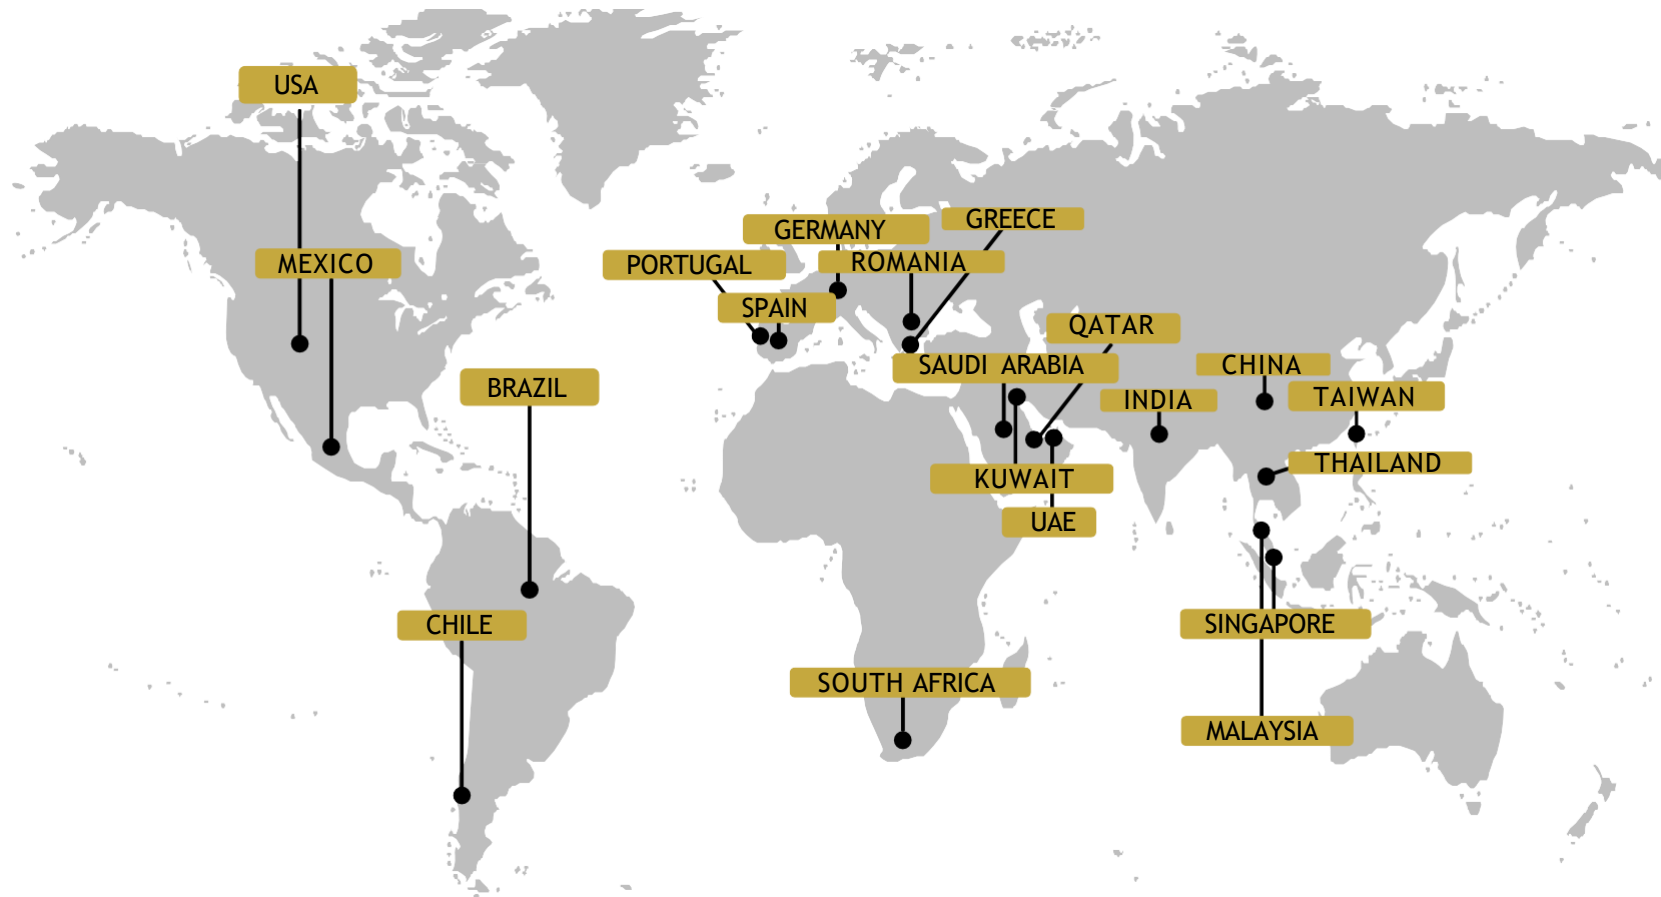 USA
GREECE
GERMANY
MEXICO
PORTUGAL
ROMANIA
SPAIN
QATAR
SAUDI ARABIA
CHINA
BRAZIL
INDIA
TAIWAN
THAILAND
KUWAIT
UAE
CHILE
SINGAPORE
SOUTH AFRICA
MALAYSIA